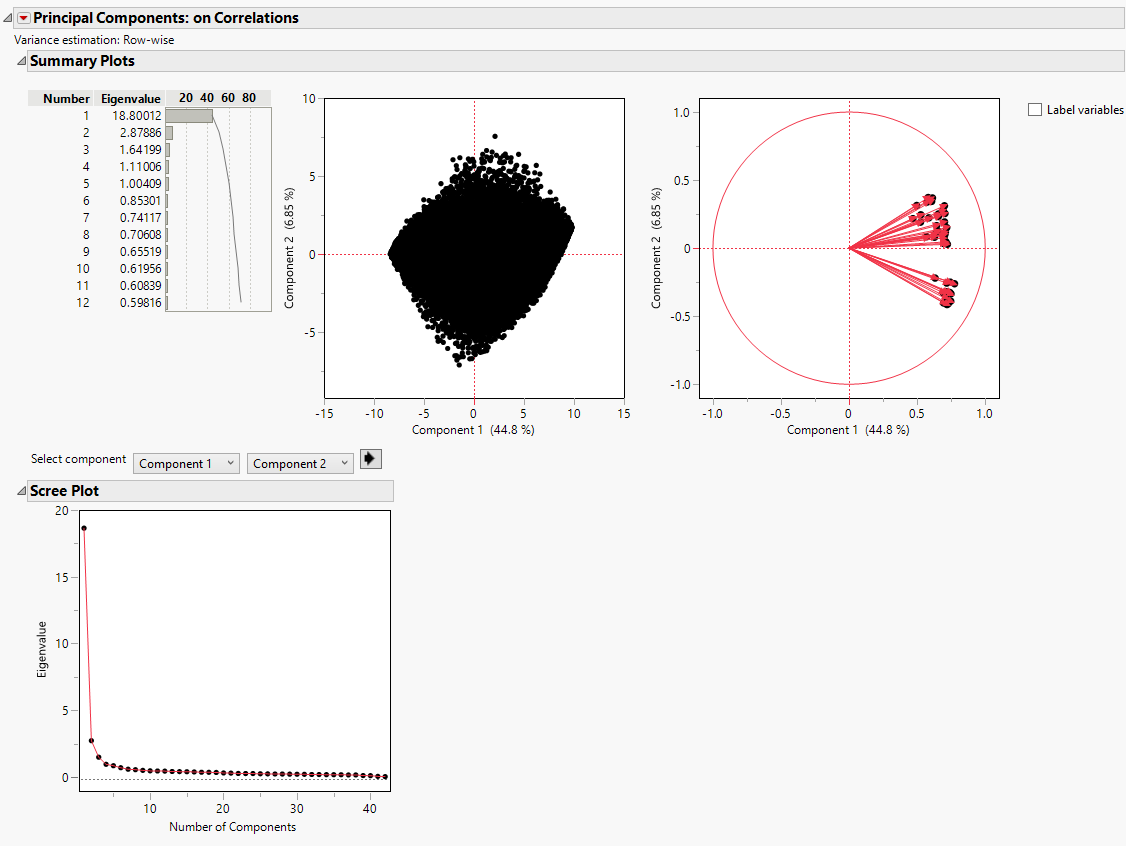 Principal Components: on Correlations
Variance estimation: Row-wise
Summary Plots
Number Eigenvalue 20 40 60 80
1 18.80012
2 2.87886
3 1.64199
4 1.11006
5 1.00409
6 0.85301
7 0.74117
8 0.70608
9 0.65519
10 0.61956
11 0.60839
12 0.59816
10
5
0
-5
Component 2 (6.85 %)
-15 -10 -5 0 5 10 15
Component 1 (44.8 %)
1.0
0.5
0
-0.5
-1.0
Component 2 (6.85 %)
-1.0 -0.5 0 0.5 1.0
Component 1 (44.8 %)
Label variables
Select component Component 1 Component 2
Scree Plot
20
15
10
5
0
Eigenvalue
10 20 30 40
Number of Components